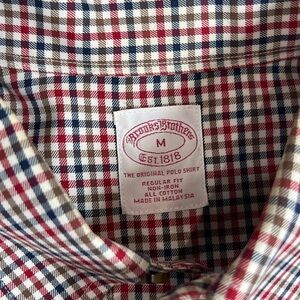 Brooks Brothers
M
Est. 1818
THE ORIGINAL POLO SHIRT
REGULAR FIT
NON-IRON
ALL COTTON
MADE IN MALAYSIA